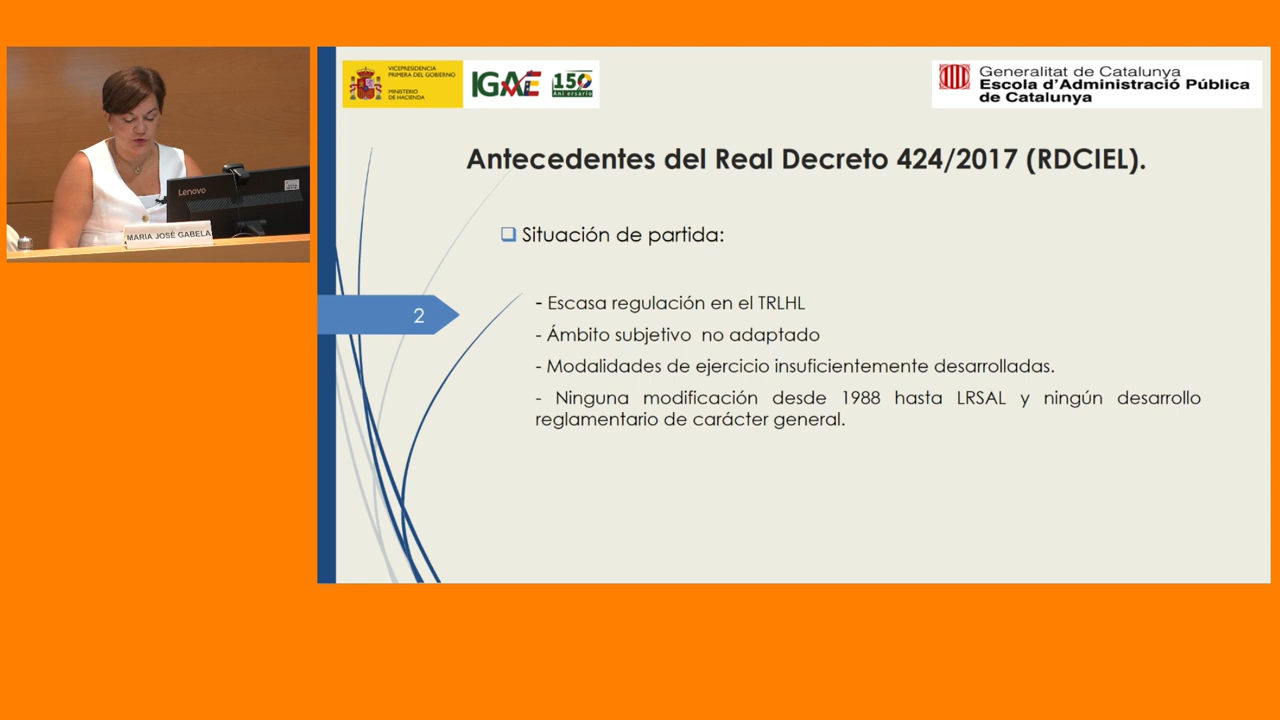 Lenovo
MARIA JOSÉ GABELA
VICEPRESIDENCIA
PRIMERA DEL GOBIERNO
MINISTERIO
DE HACIENDA
IGAE
150
Generalitat de Catalunya
Escola d'Administració Pública
de Catalunya
Antecedentes del Real Decreto 424/2017 (RDCIEL).
Situación de partida:
2
- Escasa regulación en el TRLHL
- Ámbito subjetivo no adaptado
- Modalidades de ejercicio insuficientemente desarrolladas.
- Ninguna modificación desde 1988 hasta LRSAL y ningún desarrollo
reglamentario de carácter general.